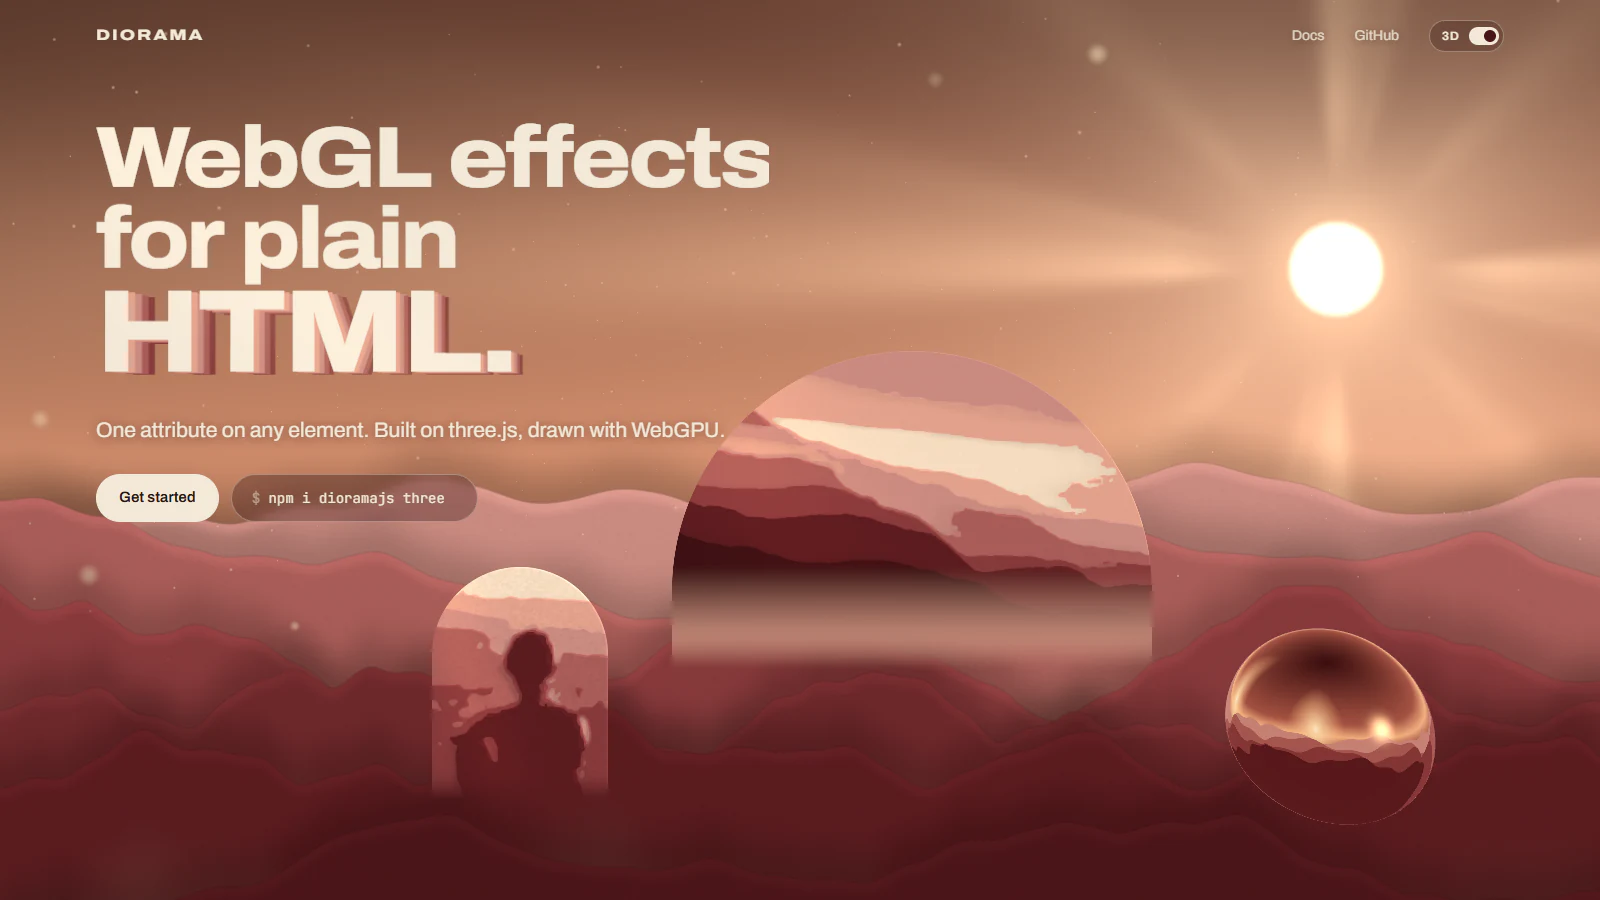 DIORAMA
Docs
GitHub
3D
WebGL effects
for plain
HTML.
One attribute on any element. Built on three.js, drawn with WebGPU.
Get started
$ npm i dioramajs three